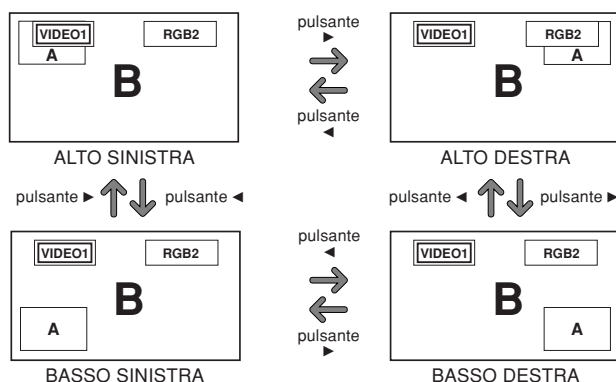 VIDEO1
RGB2
A
B
ALTO SINISTRA
pulsante
►
pulsante
◄
VIDEO1
RGB2
A
B
ALTO DESTRA
pulsante ►
pulsante ◄
pulsante ◄
pulsante ►
VIDEO1
RGB2
B
A
BASSO SINISTRA
pulsante
◄
pulsante
►
VIDEO1
RGB2
B
A
BASSO DESTRA